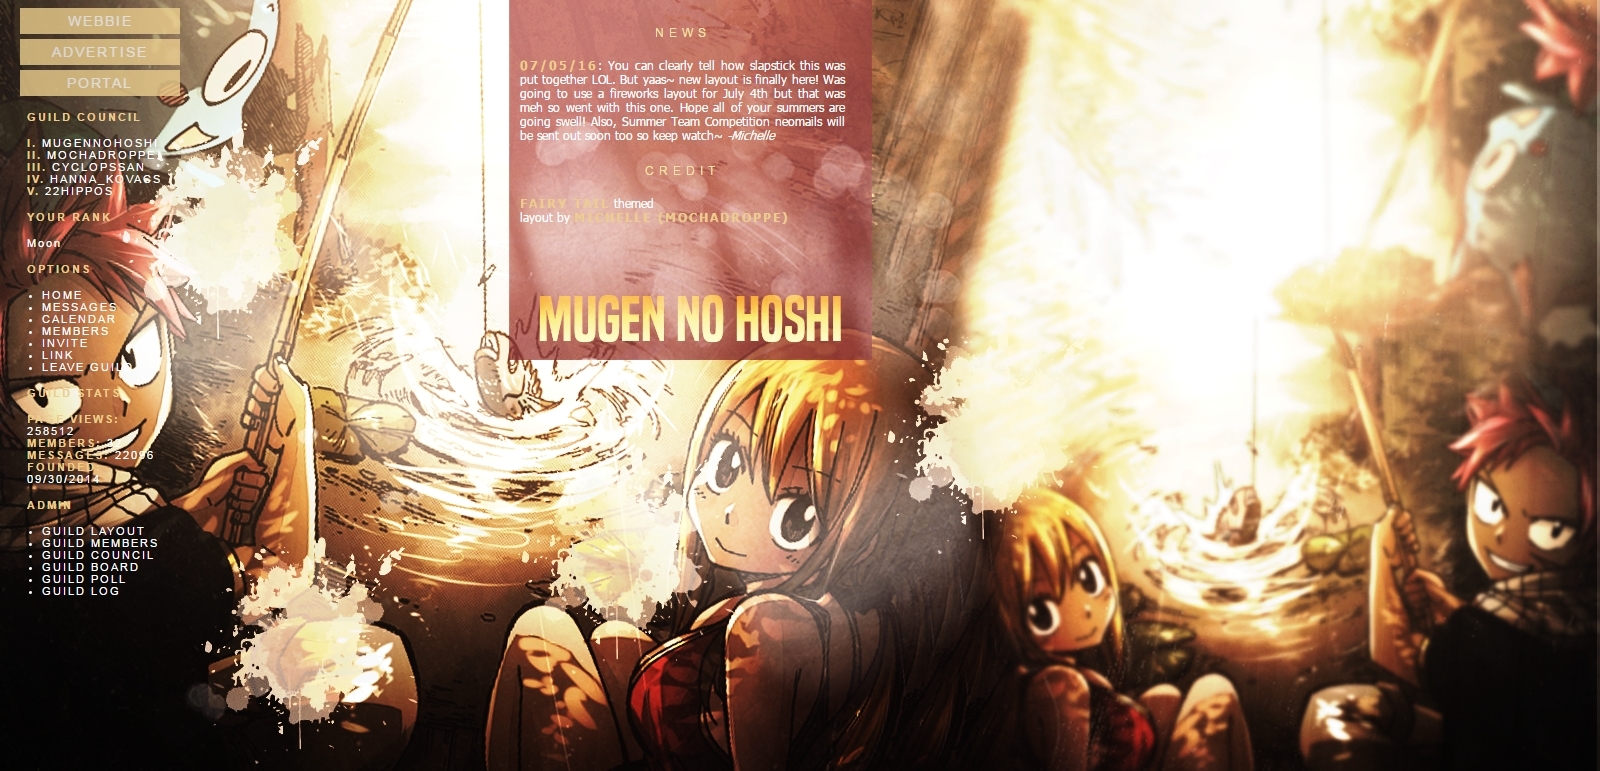 WEBBIE
ADVERTISE
PORTAL
GUILD COUNCIL
I. MUGENNOHOSHI
II. MOCHADROPPE
III. CYCLOPSSAN
IV. HANNA_KOVACS
V. 22HIPPOS
YOUR RANK
Moon
OPTIONS
• HOME
• MESSAGES
• CALENDAR
• MEMBERS
• INVITE
• LINK
• LEAVE GUILD
GUILD STATS
PAGE VIEWS:
258512
MEMBERS:
MESSAGES: 22096
FOUNDED:
09/30/2014
ADMIN
• GUILD LAYOUT
• GUILD MEMBERS
• GUILD COUNCIL
• GUILD BOARD
• GUILD POLL
• GUILD LOG
NEWS
07/05/16: You can clearly tell how slapstick this was
put together LOL. But yaas~ new layout is finally here! Was
going to use a fireworks layout for July 4th but that was
meh so went with this one. Hope all of your summers are
going swell! Also, Summer Team Competition neomails will
be sent out soon too so keep watch~ -Michelle
CREDIT
FAIRY TAIL themed
layout by MICHELLE (MOCHADROPPE)
MUGEN NO HOSHI